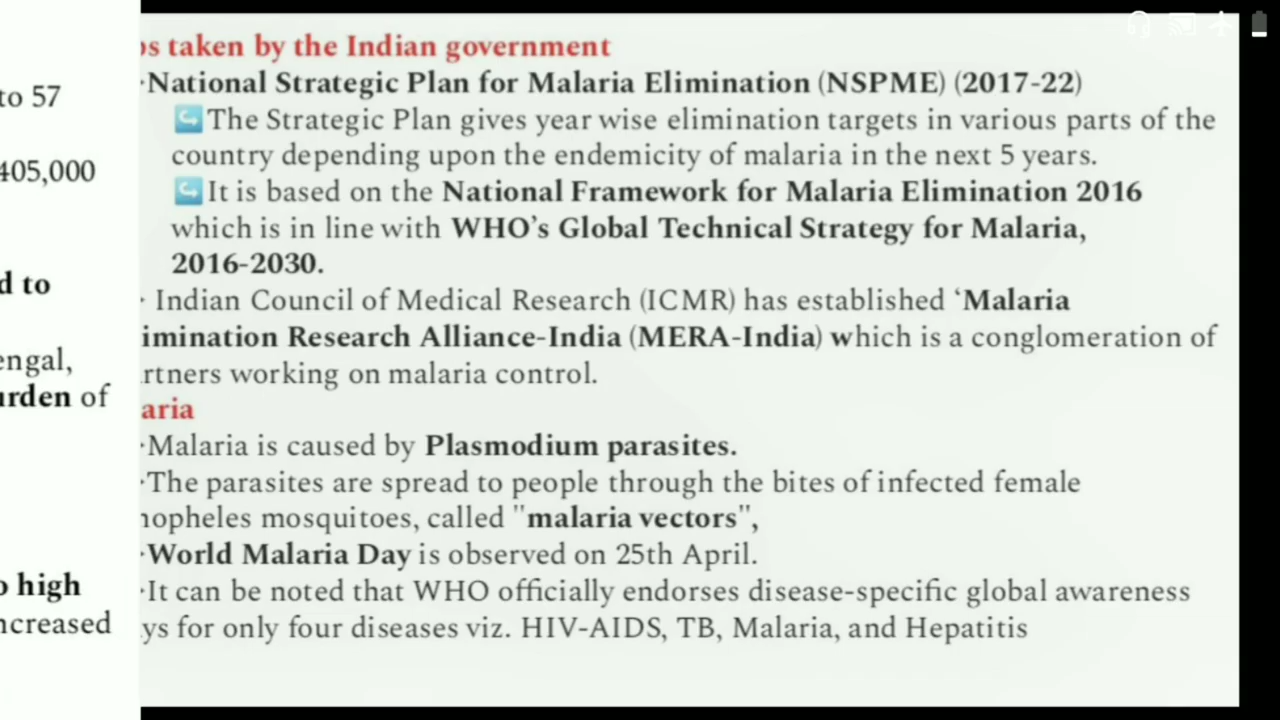 to 57
405,000
d to
engal,
urden of
o high
ncreased
os taken by the Indian government
National Strategic Plan for Malaria Elimination (NSPME) (2017-22)
The Strategic Plan gives year wise elimination targets in various parts of the
country depending upon the endemicity of malaria in the next 5 years.
It is based on the National Framework for Malaria Elimination 2016
which is in line with WHO’s Global Technical Strategy for Malaria,
2016-2030.
Indian Council of Medical Research (ICMR) has established ‘Malaria
imination Research Alliance-India (MERA-India) which is a conglomeration of
rtners working on malaria control.
aria
Malaria is caused by Plasmodium parasites.
The parasites are spread to people through the bites of infected female
nopheles mosquitoes, called "malaria vectors",
World Malaria Day is observed on 25th April.
It can be noted that WHO officially endorses disease-specific global awareness
ys for only four diseases viz. HIV-AIDS, TB, Malaria, and Hepatitis